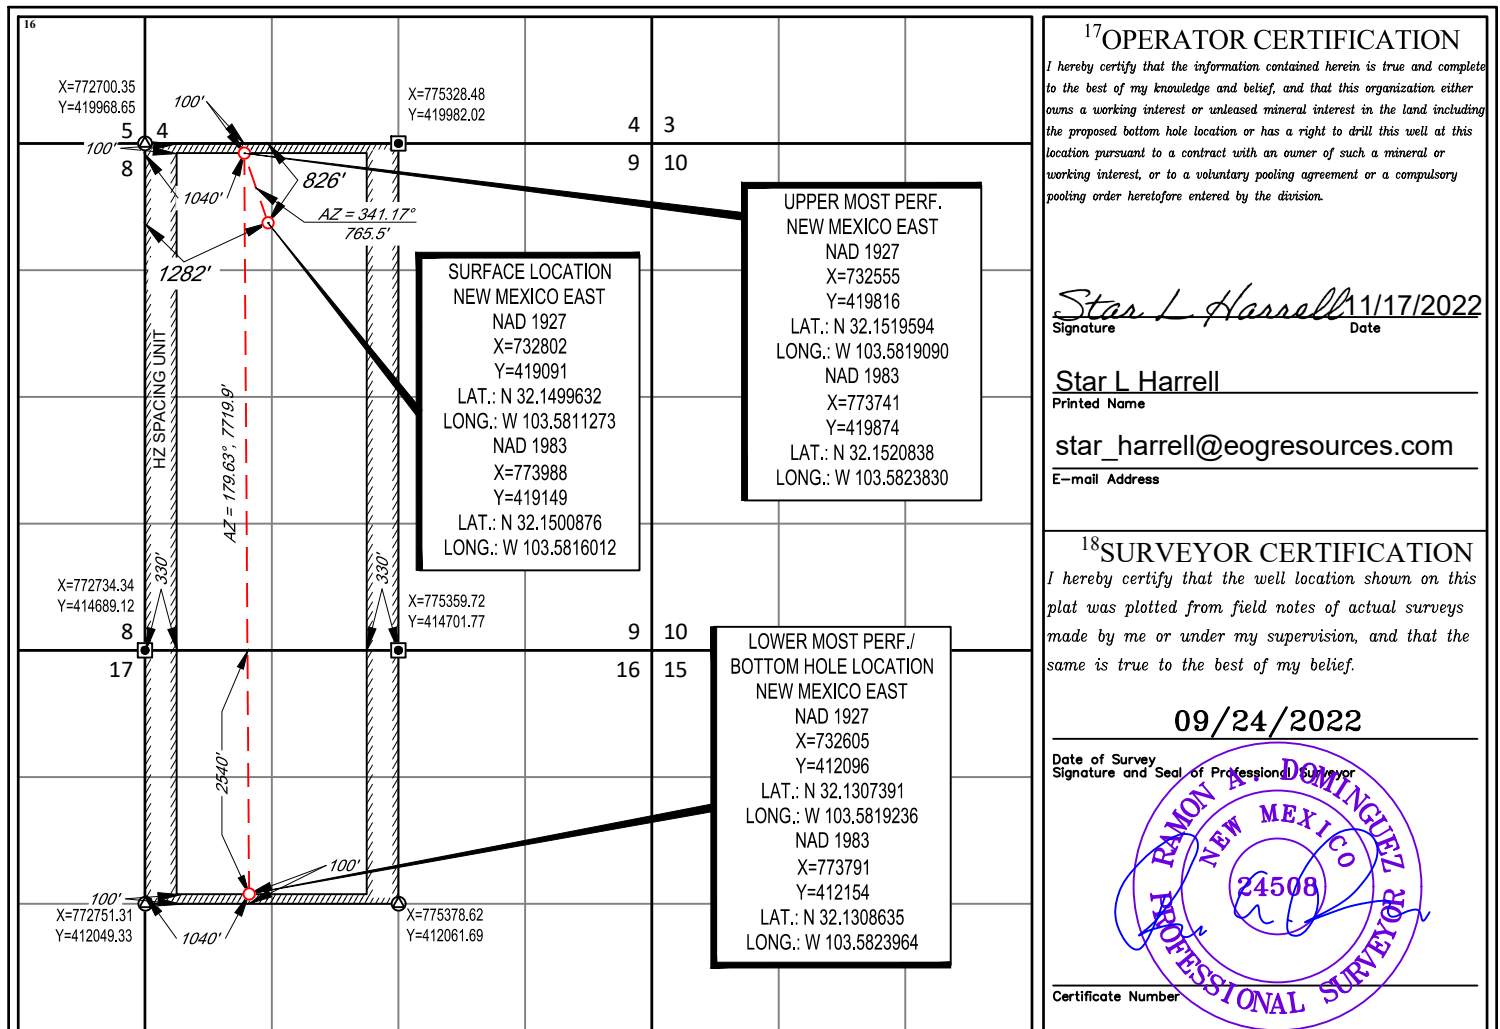 16
X=772700.35
Y=419968.65
100'
X=775328.48
Y=419982.02
5 4
4 3
100'
8
9 10
1040'
826'
AZ = 341.17°
765.5'
1282'
UPPER MOST PERF.
NEW MEXICO EAST
NAD 1927
X=732555
Y=419816
LAT.: N 32.1519594
LONG.: W 103.5819090
NAD 1983
X=773741
Y=419874
LAT.: N 32.1520838
LONG.: W 103.5823830
SURFACE LOCATION
NEW MEXICO EAST
NAD 1927
X=732802
Y=419091
LAT.: N 32.1499632
LONG.: W 103.5811273
NAD 1983
X=773988
Y=419149
LAT.: N 32.1500876
LONG.: W 103.5816012
HZ SPACING UNIT
AZ = 179.63°, 7719.9'
X=772734.34
Y=414689.12
330'
330'
X=775359.72
Y=414701.77
8
9 10
17
16 15
2540'
LOWER MOST PERF./
BOTTOM HOLE LOCATION
NEW MEXICO EAST
NAD 1927
X=732605
Y=412096
LAT.: N 32.1307391
LONG.: W 103.5819236
NAD 1983
X=773791
Y=412154
LAT.: N 32.1308635
LONG.: W 103.5823964
100'
100'
X=772751.31
Y=412049.33
1040'
X=775378.62
Y=412061.69
17OPERATOR CERTIFICATION
I hereby certify that the information contained herein is true and complete
to the best of my knowledge and belief, and that this organization either
owns a working interest or unleased mineral interest in the land including
the proposed bottom hole location or has a right to drill this well at this
location pursuant to a contract with an owner of such a mineral or
working interest, or to a voluntary pooling agreement or a compulsory
pooling order heretofore entered by the division.
Star L Harrell 11/17/2022
Signature Date
Star L Harrell
Printed Name
star_harrell@eogresources.com
E-mail Address
18SURVEYOR CERTIFICATION
I hereby certify that the well location shown on this
plat was plotted from field notes of actual surveys
made by me or under my supervision, and that the
same is true to the best of my belief.
09/24/2022
Date of Survey
Signature and Seal of Professional Surveyor
RAMON A. DOMINGUEZ
NEW MEXICO
24508
PROFESSIONAL SURVEYOR
Certificate Number